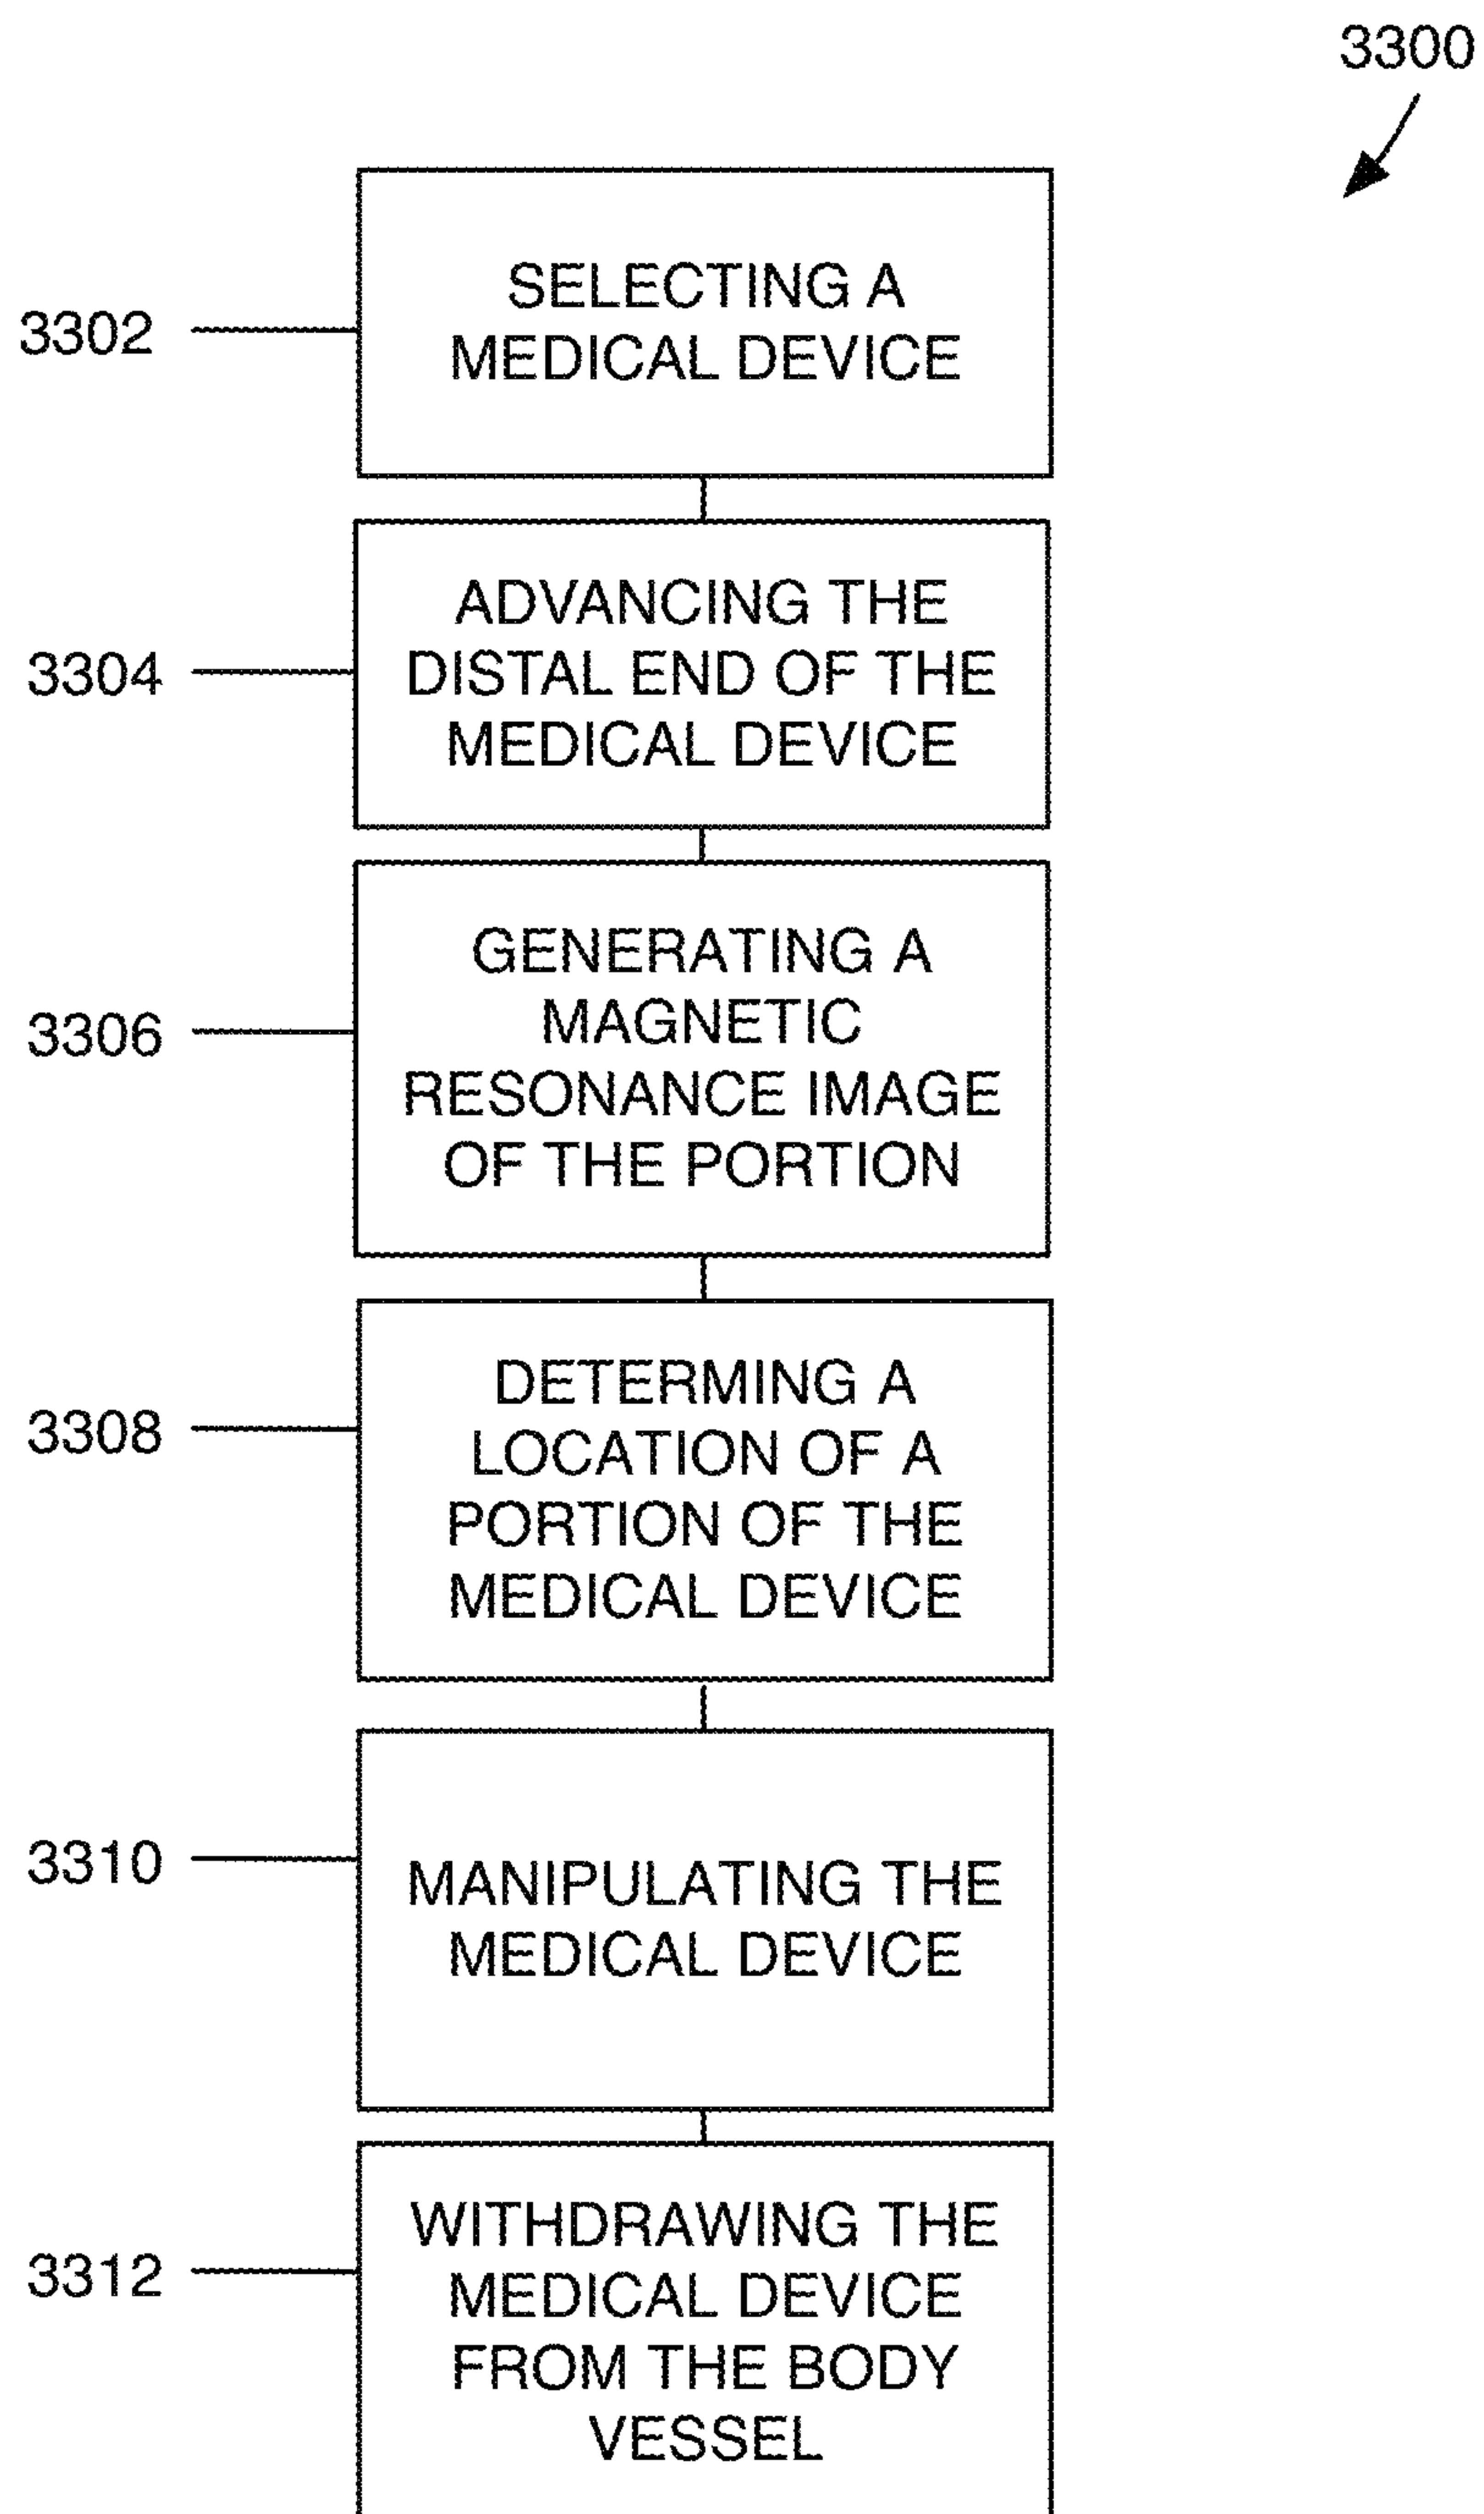 3300
3302
SELECTING A
MEDICAL DEVICE
3304
ADVANCING THE
DISTAL END OF THE
MEDICAL DEVICE
3306
GENERATING A
MAGNETIC
RESONANCE IMAGE
OF THE PORTION
3308
DETERMING A
LOCATION OF A
PORTION OF THE
MEDICAL DEVICE
3310
MANIPULATING THE
MEDICAL DEVICE
3312
WITHDRAWING THE
MEDICAL DEVICE
FROM THE BODY
VESSEL